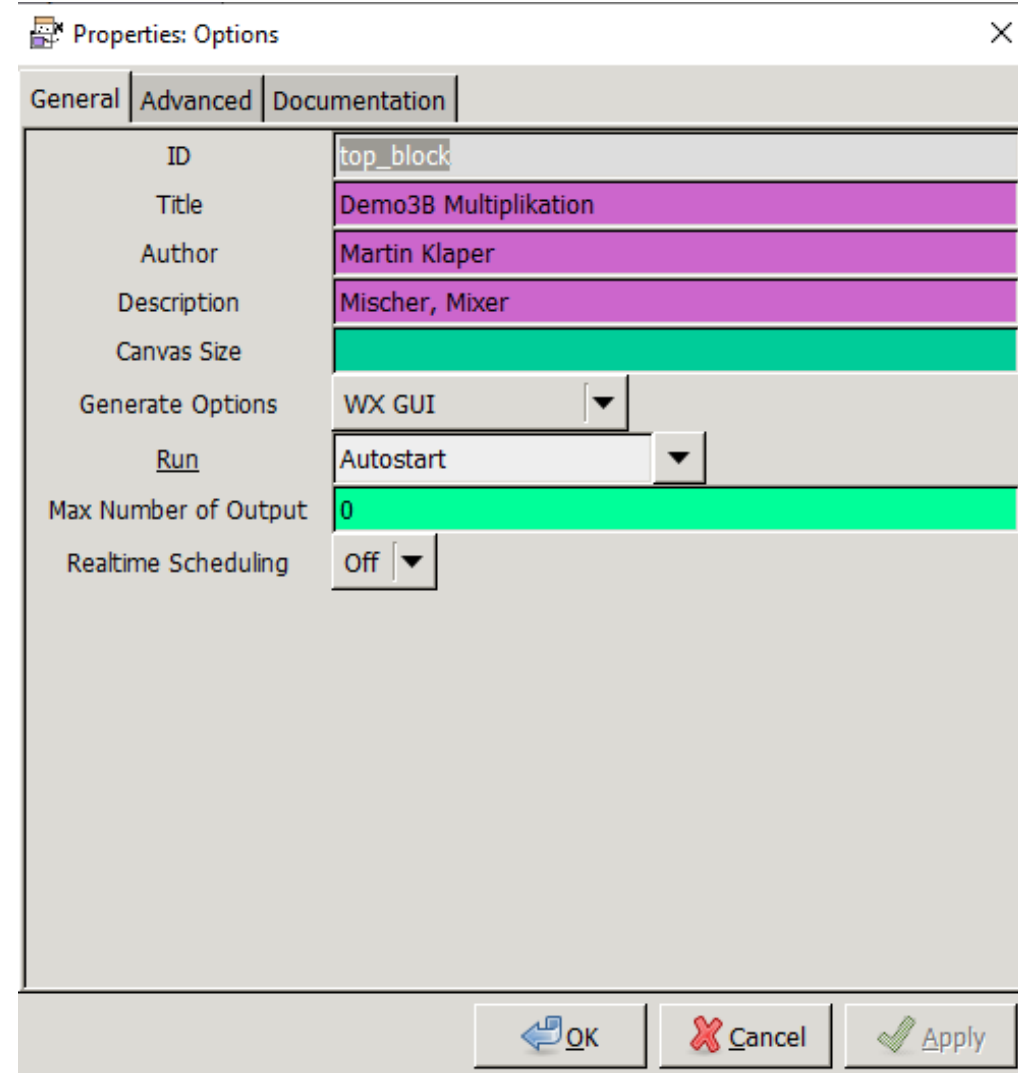 Properties: Options
General Advanced Documentation
ID top_block
Title Demo3B Multiplikation
Author Martin Klaper
Description Mischer, Mixer
Canvas Size
Generate Options WX GUI
Run Autostart
Max Number of Output 0
Realtime Scheduling Off
OK Cancel Apply